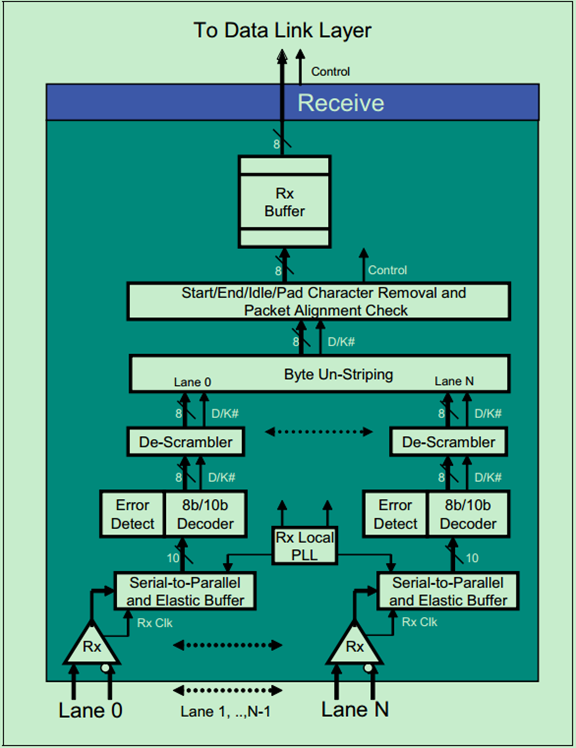 To Data Link Layer
Control
Receive
8
Rx
Buffer
8
Control
Start/End/Idle/Pad Character Removal and
Packet Alignment Check
8
D/K#
Byte Un-Striping
Lane 0
Lane N
8
D/K#
8
D/K#
De-Scrambler
De-Scrambler
8
D/K#
8
D/K#
Error
Detect
8b/10b
Decoder
Error
Detect
8b/10b
Decoder
Rx Local
PLL
10
10
Serial-to-Parallel
and Elastic Buffer
Serial-to-Parallel
and Elastic Buffer
Rx Clk
Rx Clk
Rx
Rx
Lane 0
Lane 1, ..,N-1
Lane N